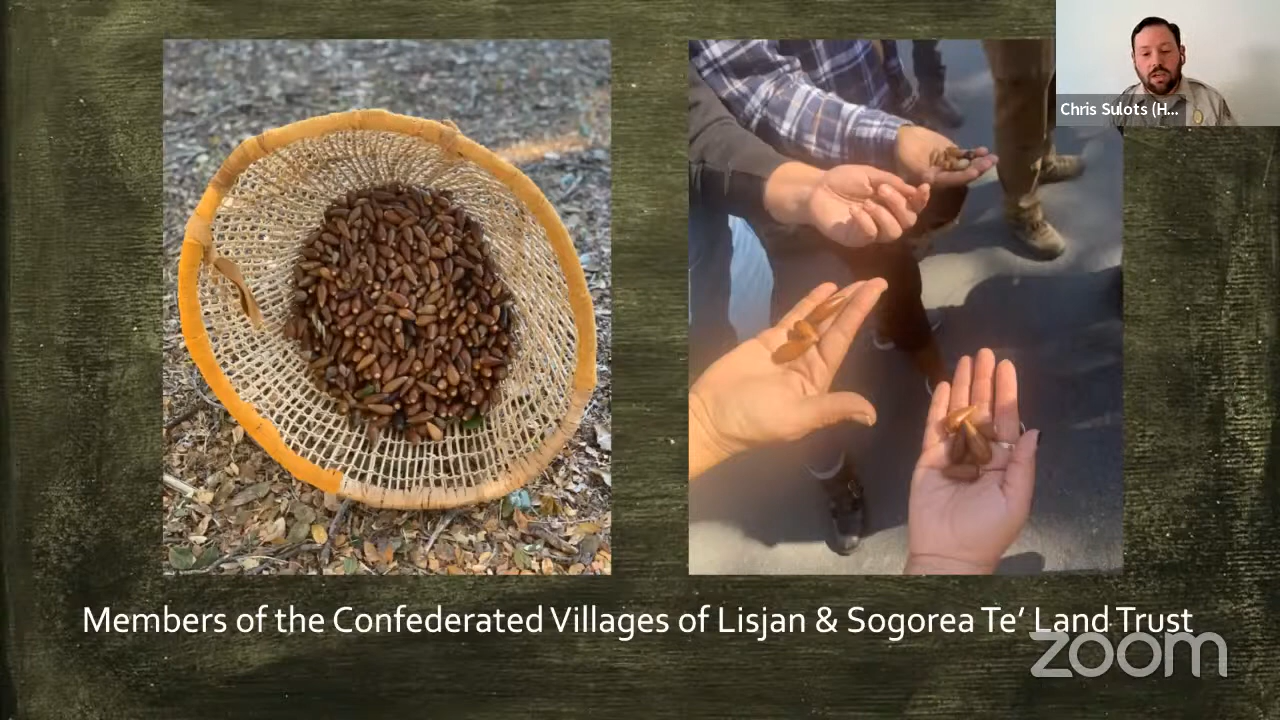 Chris Sulots (H...
Members of the Confederated Villages of Lisjan & Sogorea Te’ Land Trust
zoom